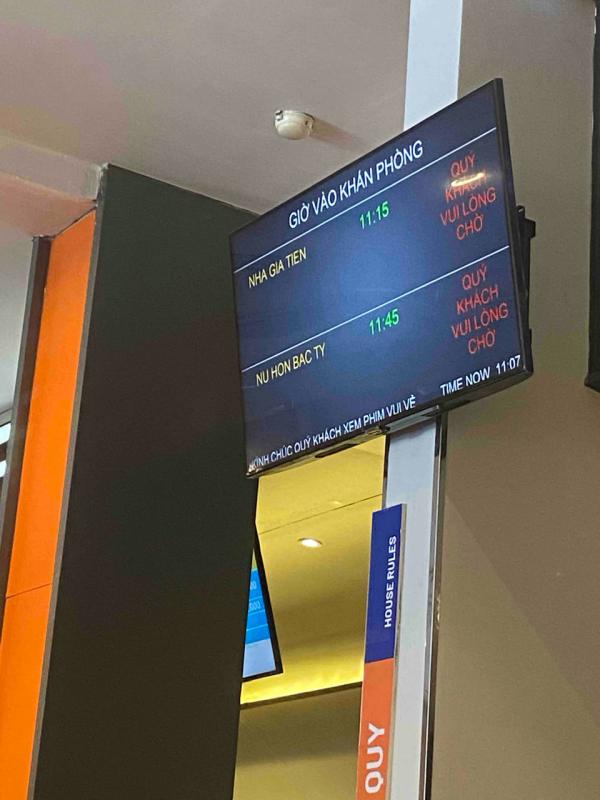 GIỜ VÀO KHÁN PHÒNG
NHA GIA TIEN
11:15
QUÝ
KHÁCH
VUI LÒNG
CHỜ
NU HON BAC TY
11:45
QUÝ
KHÁCH
VUI LÒNG
CHỜ
KÍNH CHÚC QUÝ KHÁCH XEM PHIM VUI VẺ
TIME NOW 11:07
HOUSE RULES
QUY